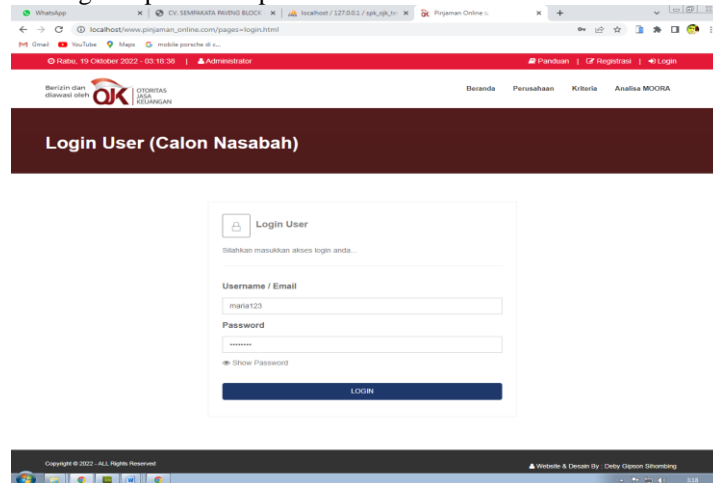 WhatsApp
CV. SEMPAKATA PAVING BLOCK
localhost / 127.0.0.1 / spk_ojk_
Pinjaman Online ::
localhost/www.pinjaman_online.com/pages=login.html
Gmail YouTube Maps mobile porsche di c...
Rabu, 19 Oktober 2022 - 03:18:38 | Administrator
Panduan | Registrasi | Login
Berizin dan
diawasi oleh
OJK OTORITAS
JASA
KEUANGAN
Beranda Perusahaan Kriteria Analisa MOORA
Login User (Calon Nasabah)
Login User
Silahkan masukkan akses login anda...
Username / Email
maria123
Password
••••••••
Show Password
LOGIN
Copyright © 2022 - ALL Rights Reserved
Website & Desain By : Deby Gipson Sihombing
3:18